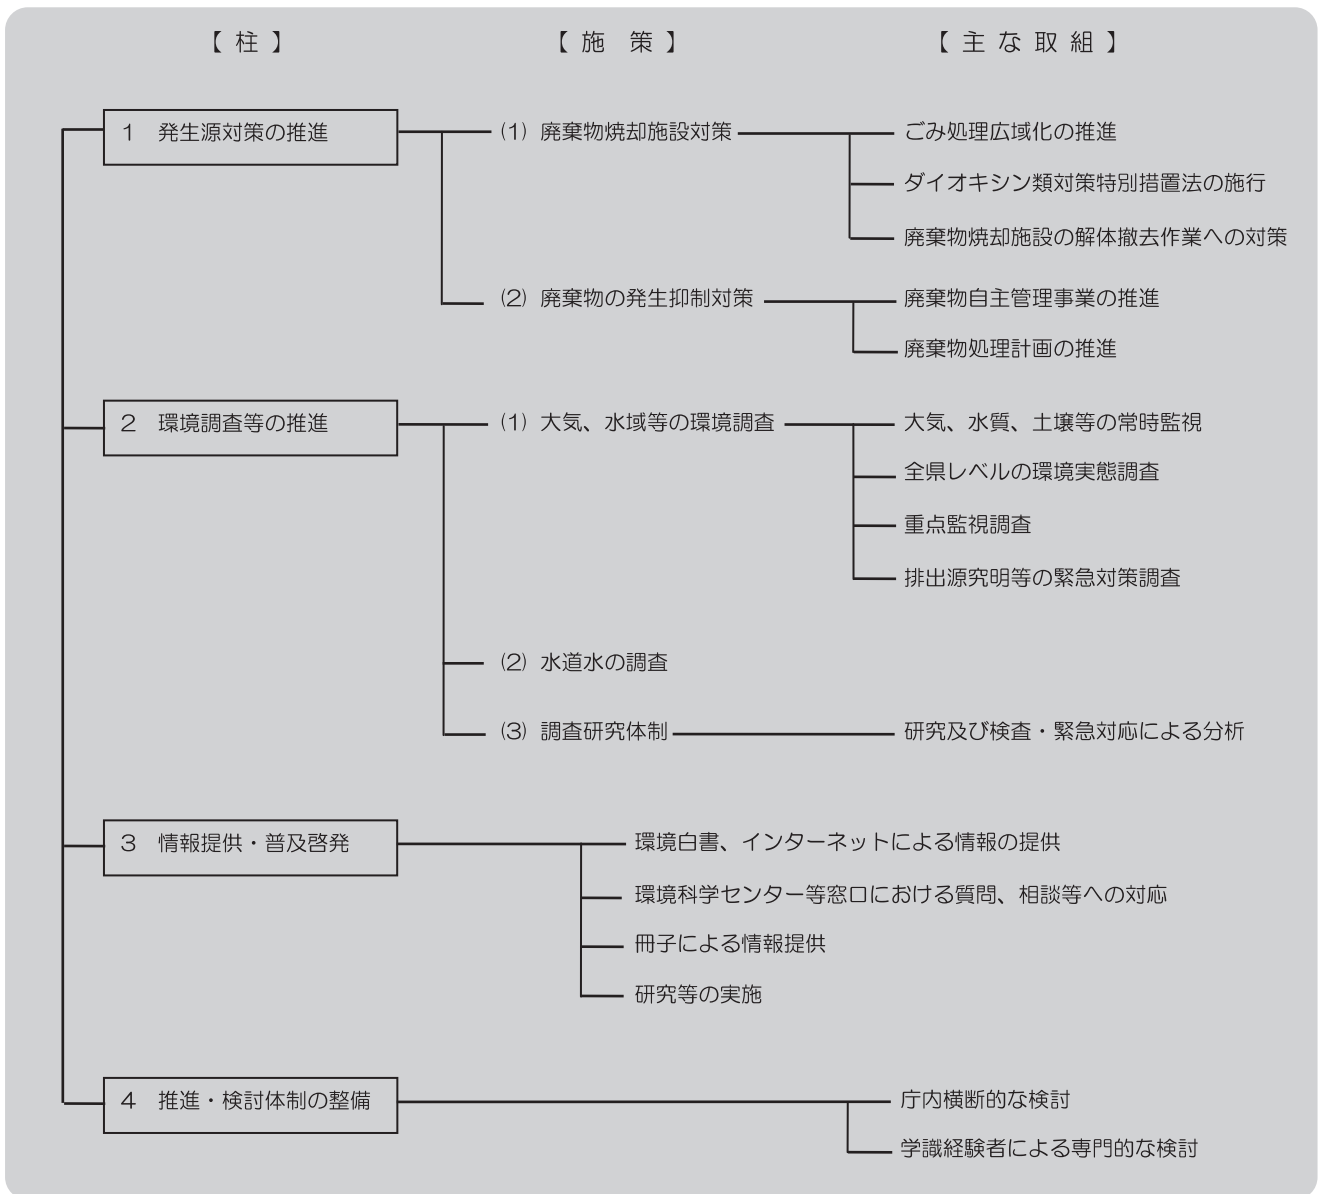 【 柱 】
【 施 策 】
【 主 な 取 組 】
1 発生源対策の推進
(1) 廃棄物焼却施設対策
ごみ処理広域化の推進
ダイオキシン類対策特別措置法の施行
廃棄物焼却施設の解体撤去作業への対策
(2) 廃棄物の発生抑制対策
廃棄物自主管理事業の推進
廃棄物処理計画の推進
2 環境調査等の推進
(1) 大気、水域等の環境調査
大気、水質、土壌等の常時監視
全県レベルの環境実態調査
重点監視調査
排出源究明等の緊急対策調査
(2) 水道水の調査
(3) 調査研究体制
研究及び検査・緊急対応による分析
3 情報提供・普及啓発
環境白書、インターネットによる情報の提供
環境科学センター等窓口における質問、相談等への対応
冊子による情報提供
研究等の実施
4 推進・検討体制の整備
庁内横断的な検討
学識経験者による専門的な検討